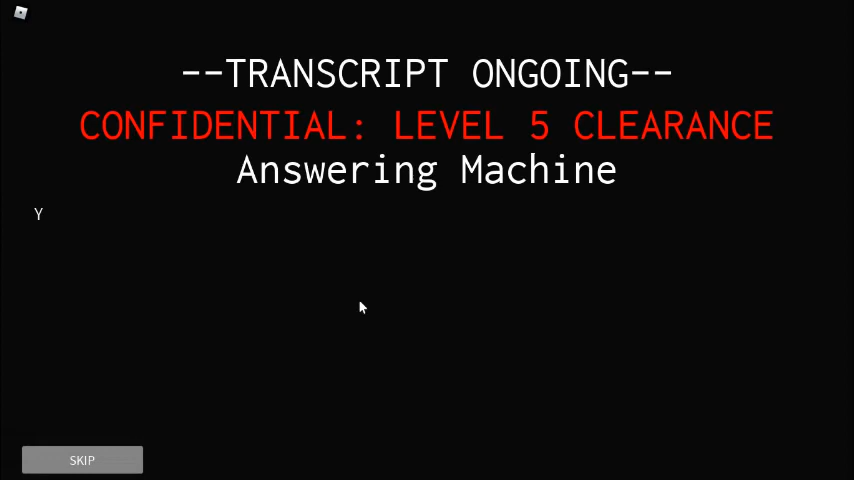 --TRANSCRIPT ONGOING--
CONFIDENTIAL: LEVEL 5 CLEARANCE
Answering Machine
Y
SKIP